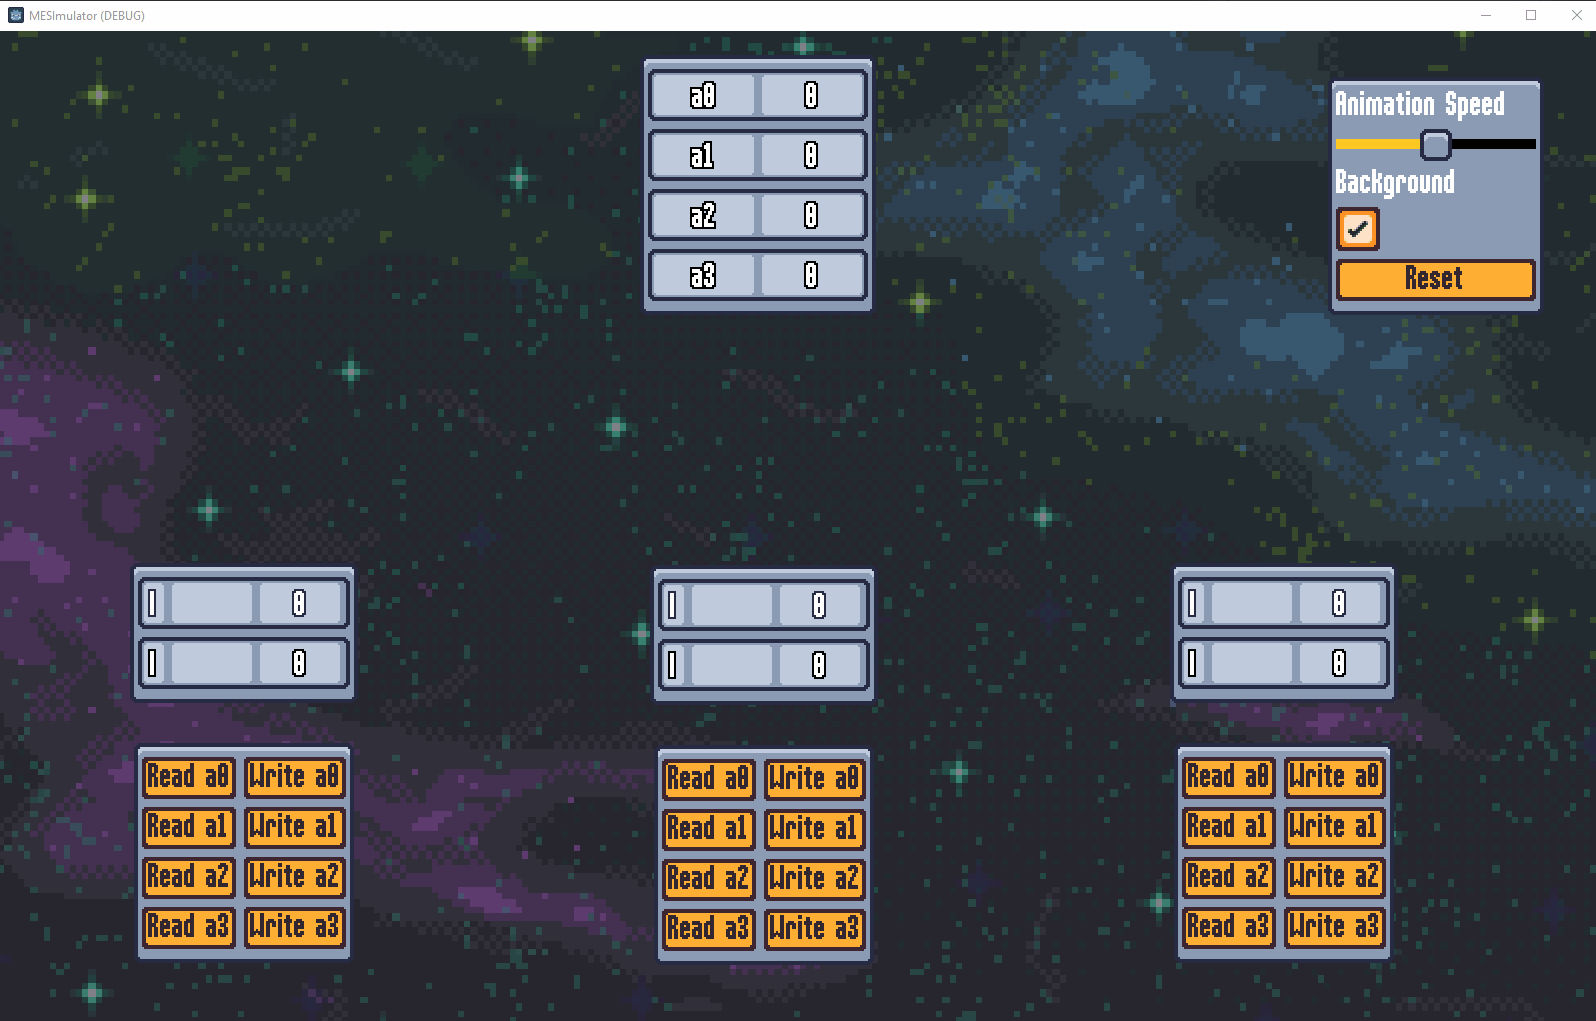 MESImulator (DEBUG)
a0 0
a1 0
a2 0
a3 0
Animation Speed
Background
Reset
I 0
I 0
I 0
I 0
I 0
I 0
Read a0 Write a0
Read a1 Write a1
Read a2 Write a2
Read a3 Write a3
Read a0 Write a0
Read a1 Write a1
Read a2 Write a2
Read a3 Write a3
Read a0 Write a0
Read a1 Write a1
Read a2 Write a2
Read a3 Write a3